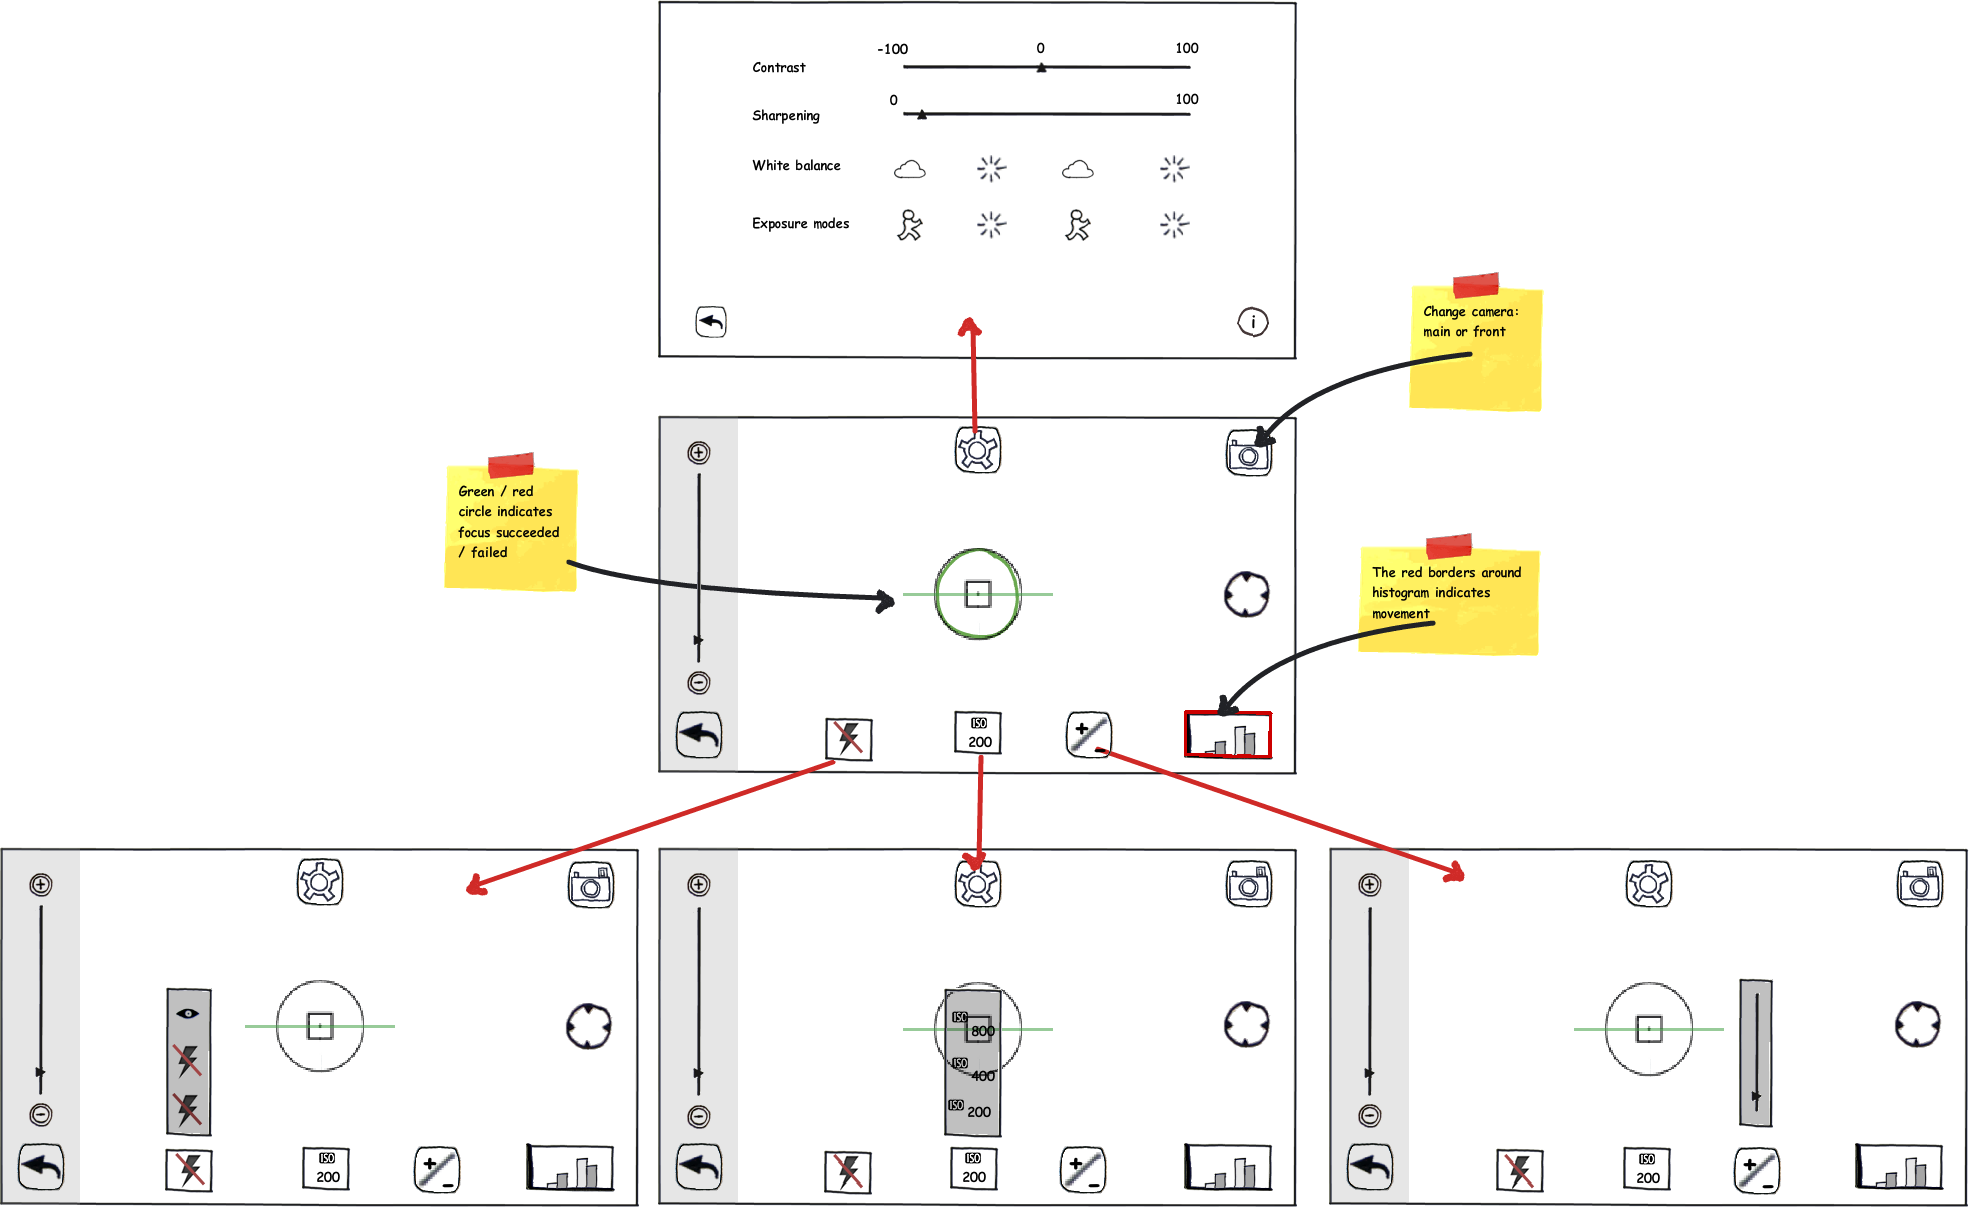 -100 0 100
Contrast
0 100
Sharpening
White balance
Exposure modes
i
Change camera:
main or front
Green / red
circle indicates
focus succeeded
/ failed
The red borders around
histogram indicates
movement
ISO
200
ISO
800
ISO
400
ISO
200
ISO
200
ISO
200
ISO
200